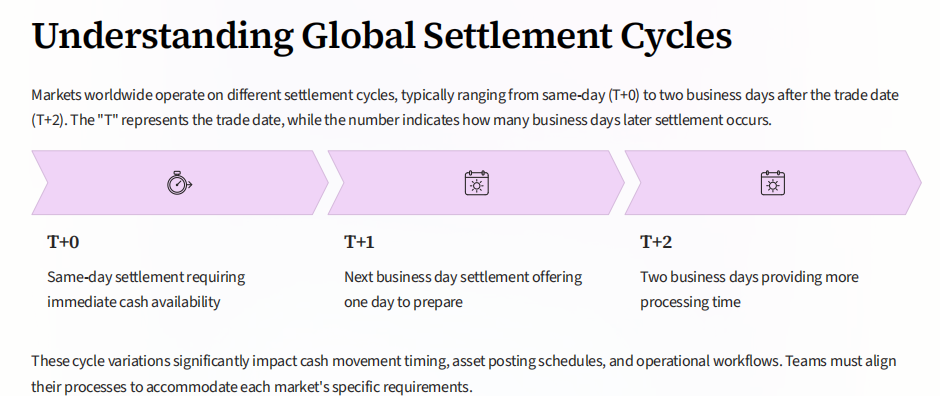 Understanding Global Settlement Cycles
Markets worldwide operate on different settlement cycles, typically ranging from same-day (T+0) to two business days after the trade date
(T+2). The "T" represents the trade date, while the number indicates how many business days later settlement occurs.
T+0
Same-day settlement requiring
immediate cash availability
T+1
Next business day settlement offering
one day to prepare
T+2
Two business days providing more
processing time
These cycle variations significantly impact cash movement timing, asset posting schedules, and operational workflows. Teams must align
their processes to accommodate each market's specific requirements.